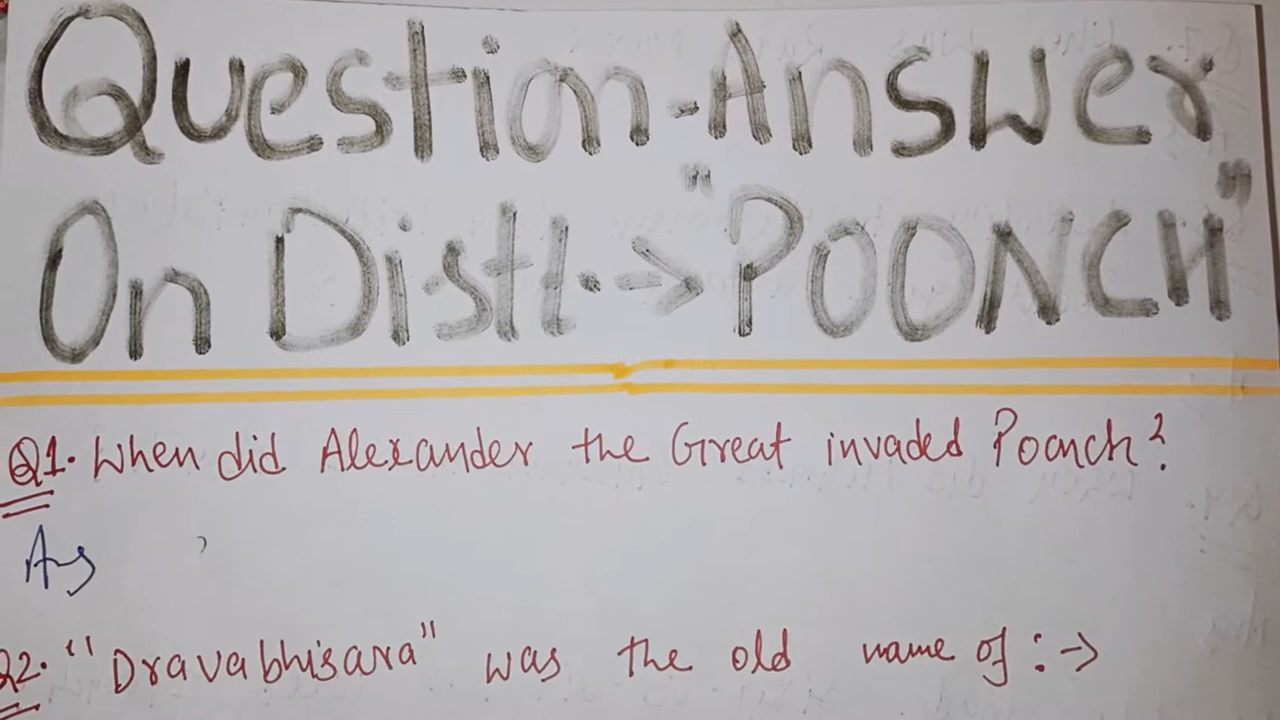 Question-Answer
On Distt.-> "POONCH"
Q1. When did Alexander the Great invaded Poonch?
Ans
Q2. "Dravabhisara" was the old name of :->